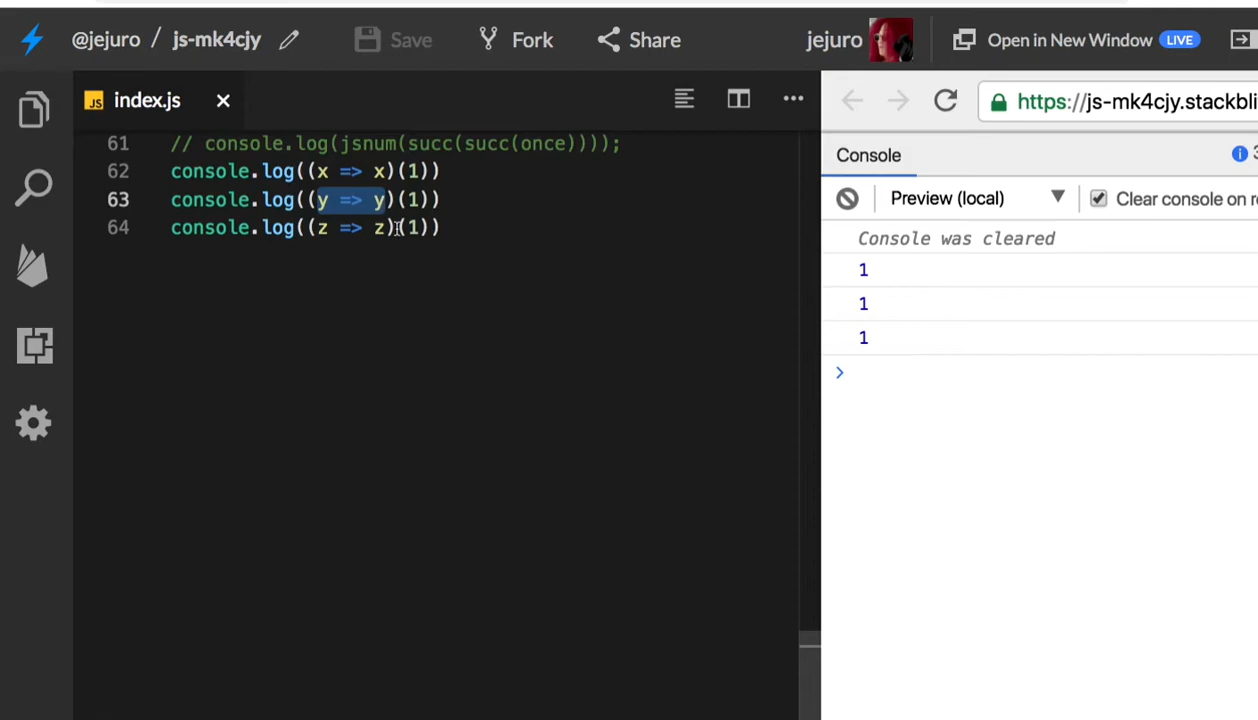 @jejuro / js-mk4cjy Save Fork Share jejuro Open in New Window LIVE
JS index.js
61 // console.log(jsnum(succ(succ(once))));
62 console.log((x => x)(1))
63 console.log((y => y)(1))
64 console.log((z => z)(1))
https://js-mk4cjy.stackbli
Console
Preview (local) Clear console on r
Console was cleared
1
1
1
>